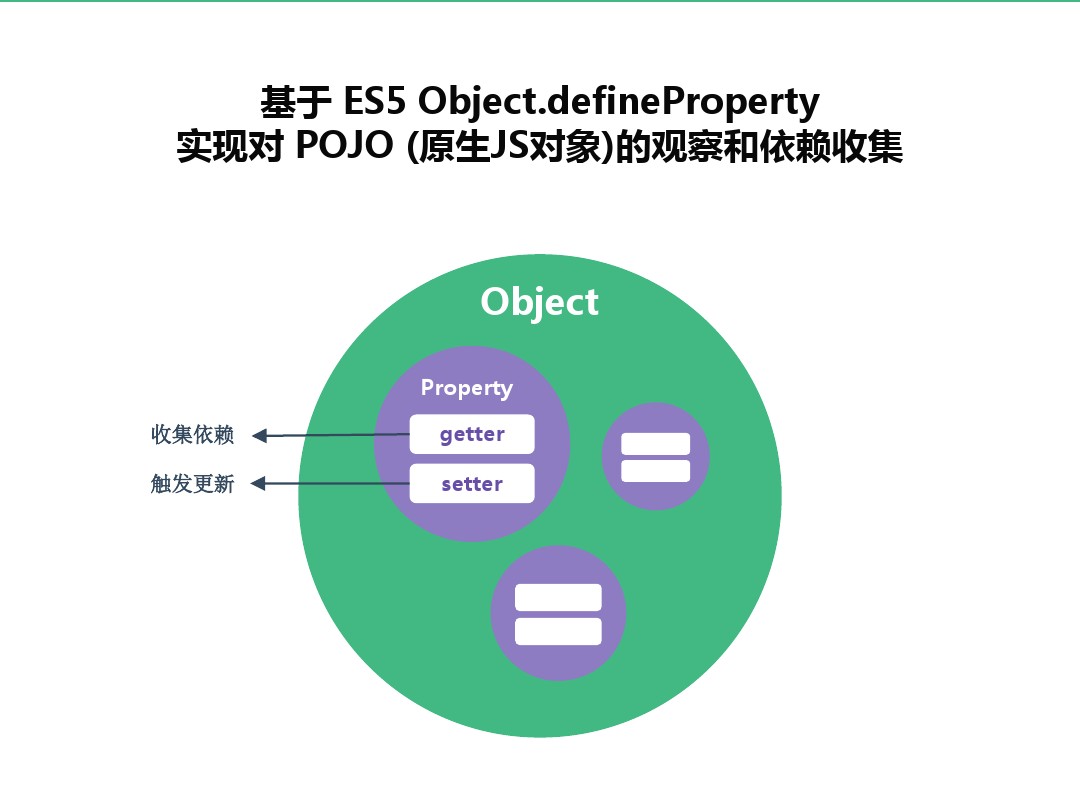 基于 ES5 Object.defineProperty
实现对 POJO (原生JS对象)的观察和依赖收集
Object
Property
收集依赖
getter
触发更新
setter